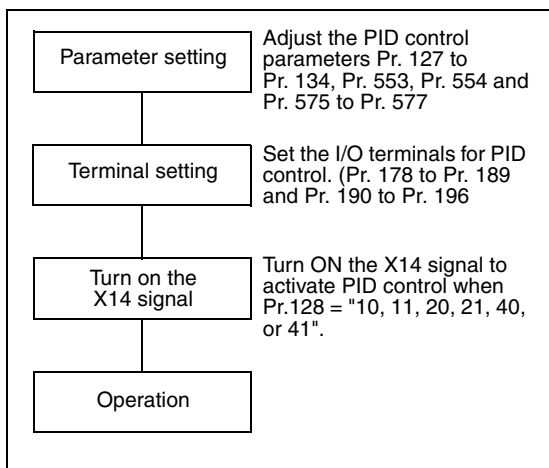 Parameter setting
Adjust the PID control
parameters Pr. 127 to
Pr. 134, Pr. 553, Pr. 554 and
Pr. 575 to Pr. 577
Terminal setting
Set the I/O terminals for PID
control. (Pr. 178 to Pr. 189
and Pr. 190 to Pr. 196
Turn on the
X14 signal
Turn ON the X14 signal to
activate PID control when
Pr.128 = "10, 11, 20, 21, 40,
or 41".
Operation